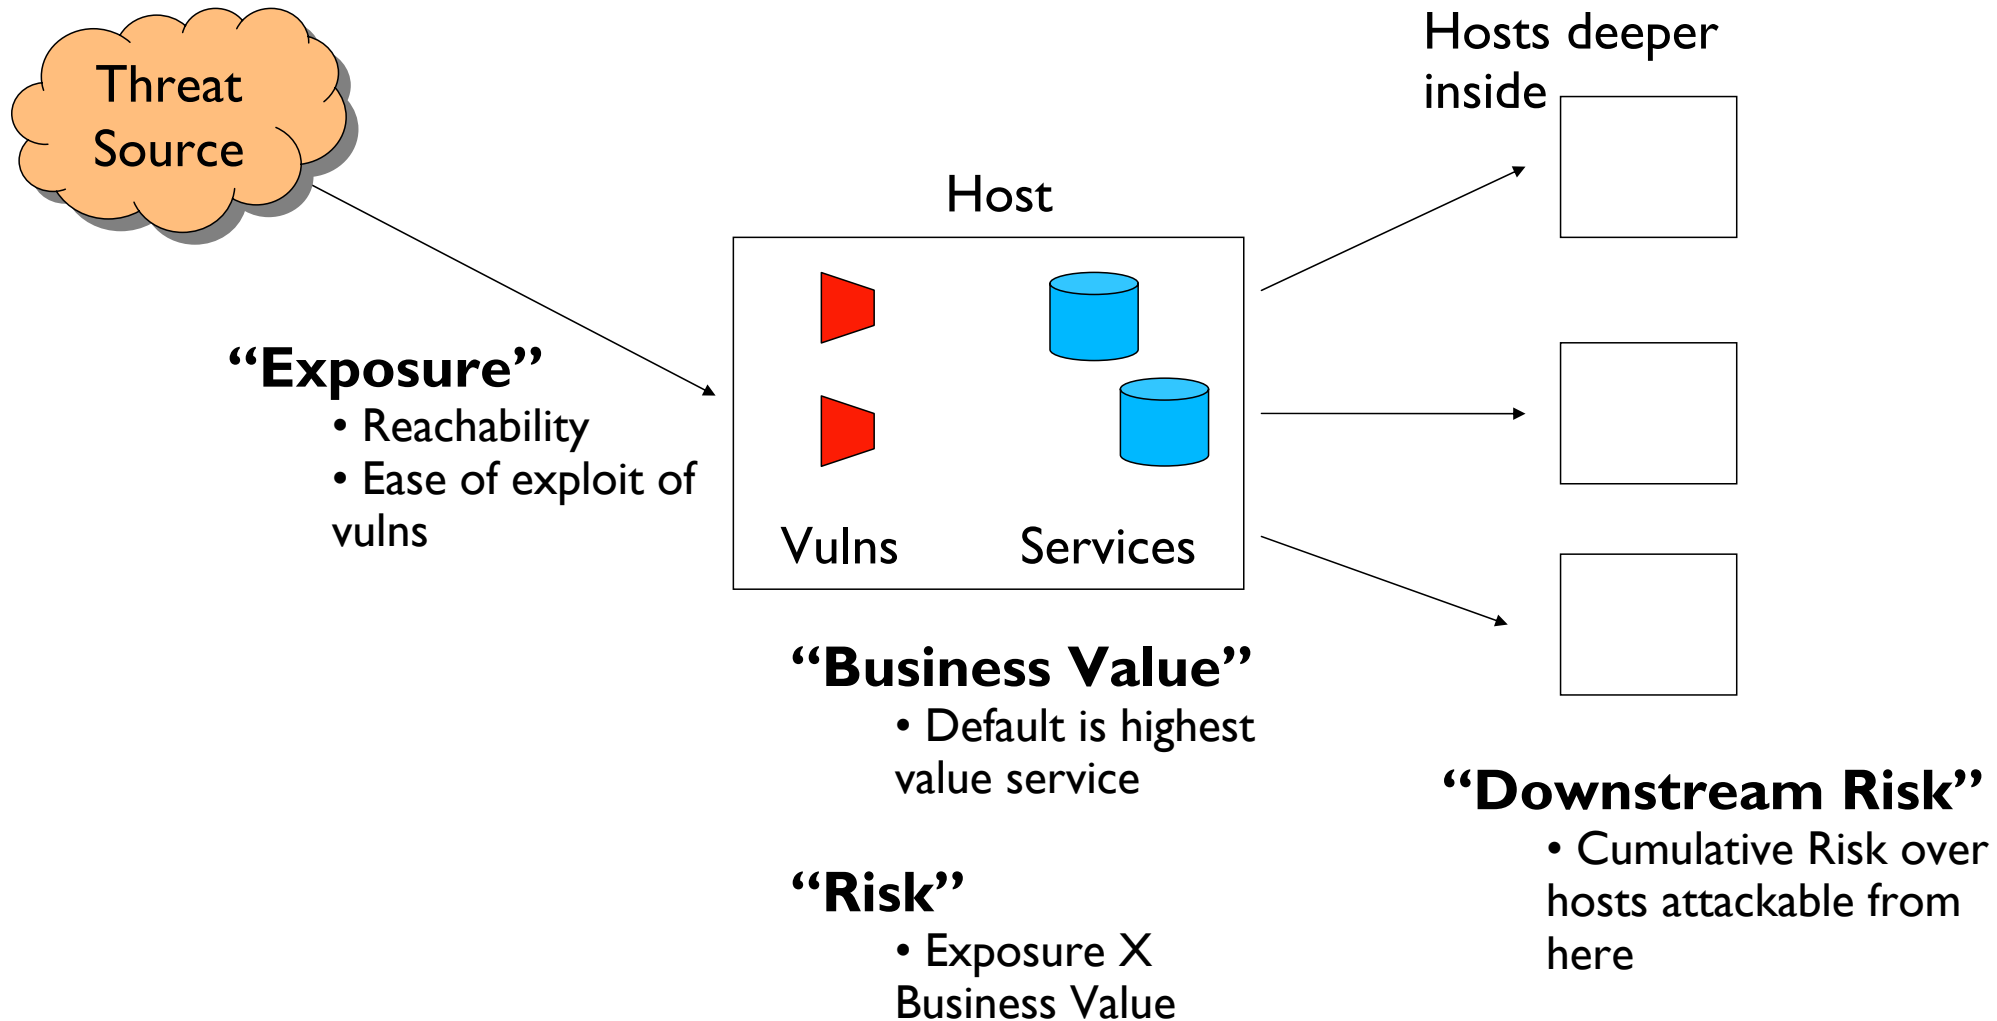 Threat
Source
Hosts deeper
inside
Host
“Exposure”
• Reachability
• Ease of exploit of
vulns
Vulns
Services
“Business Value”
• Default is highest
value service
“Risk”
• Exposure X
Business Value
“Downstream Risk”
• Cumulative Risk over
hosts attackable from
here